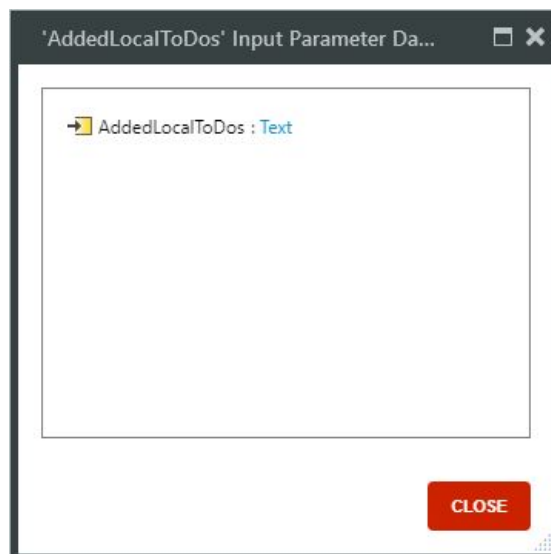 'AddedLocalToDos' Input Parameter Da...
AddedLocalToDos : Text
CLOSE